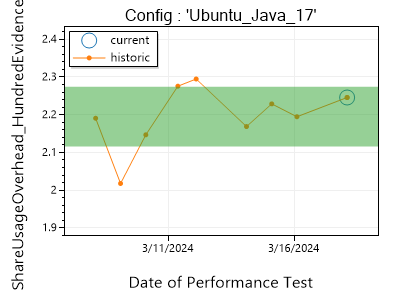 Config : 'Ubuntu_Java_17'
ShareUsageOverhead_HundredEvidence
current
historic
2.4
2.3
2.2
2.1
2
1.9
3/11/2024
3/16/2024
Date of Performance Test